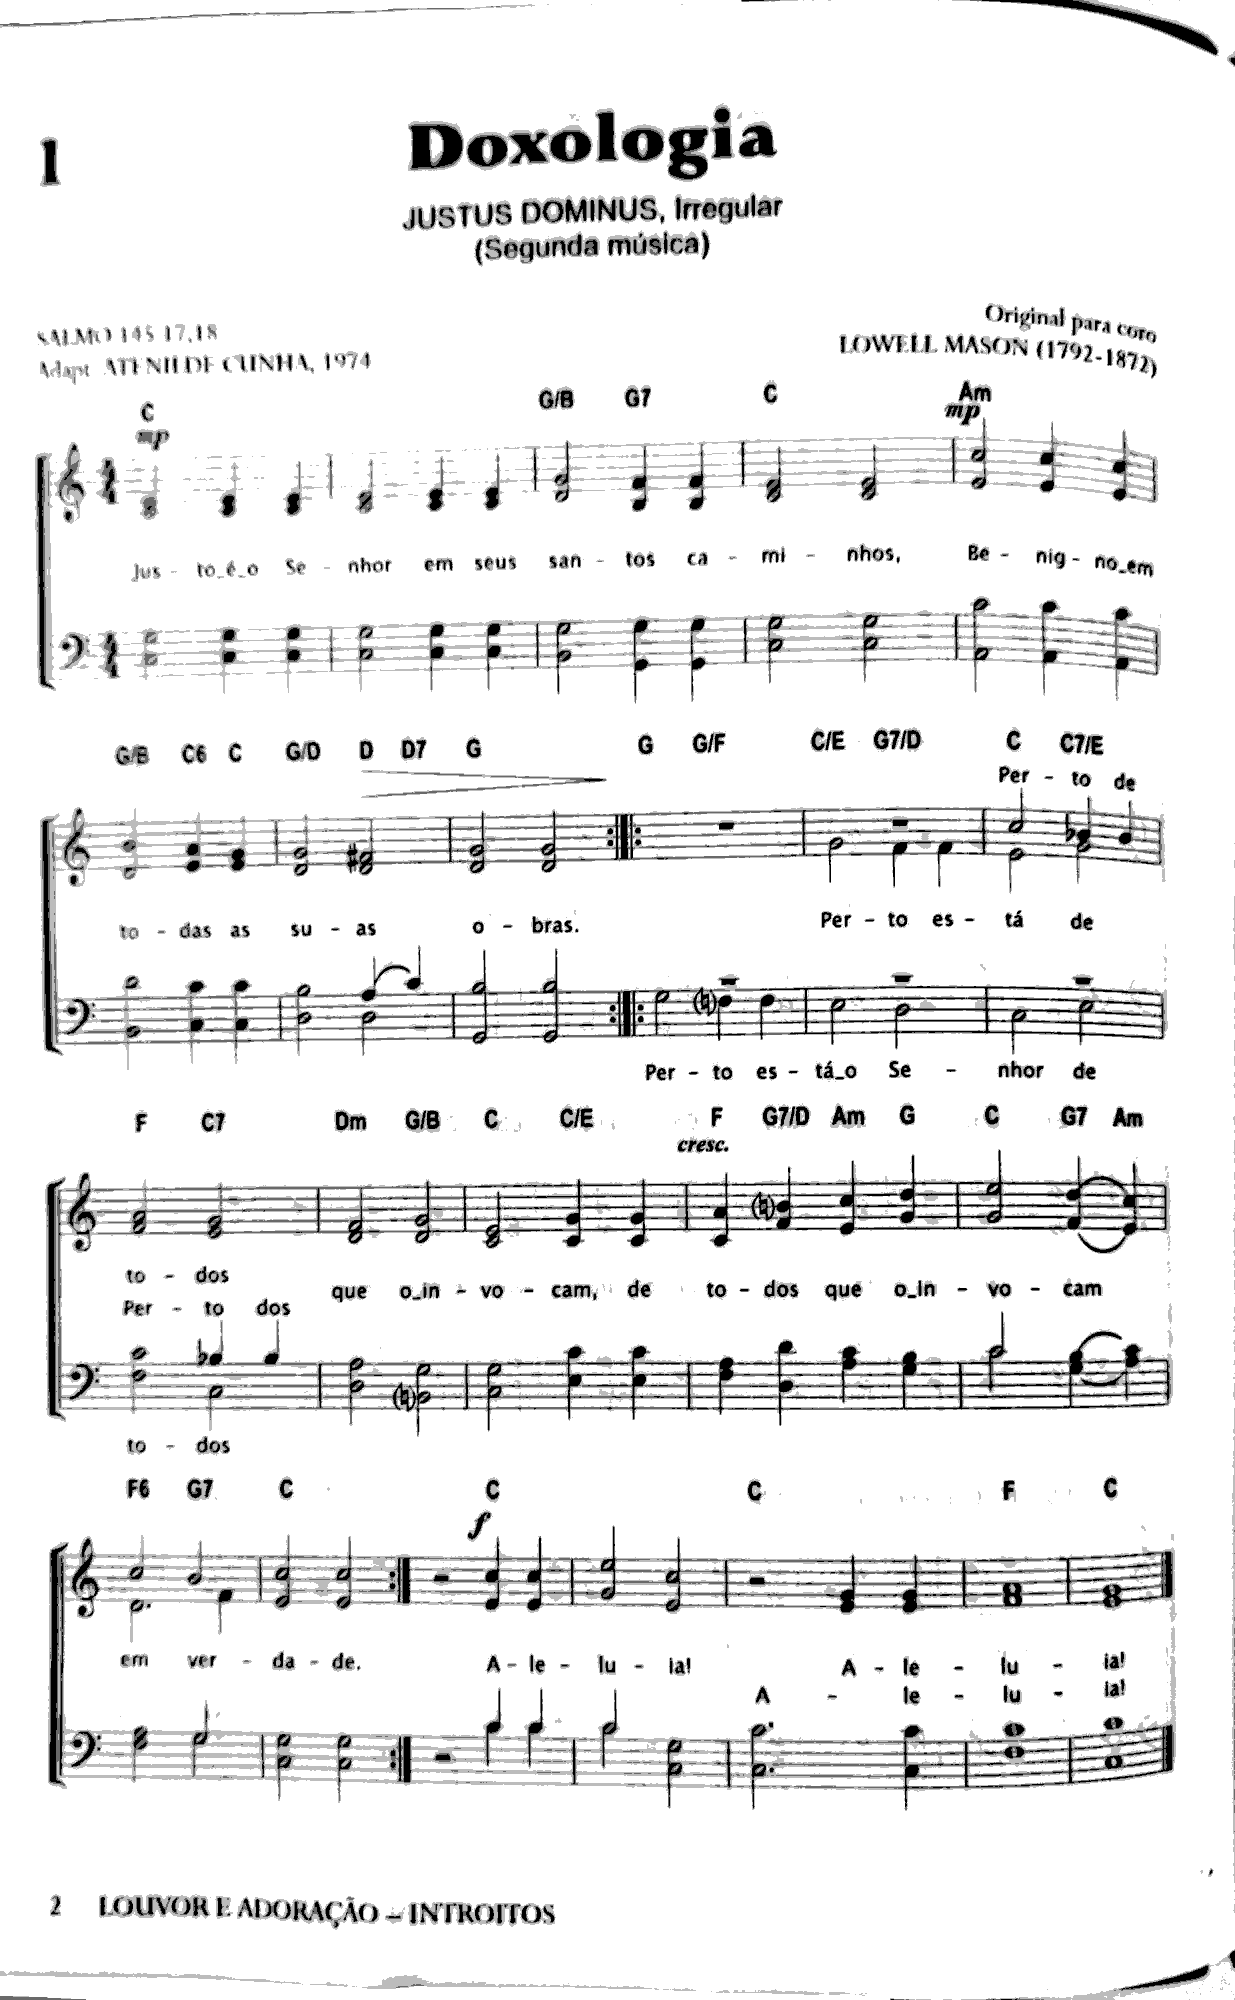 1
Doxologia
JUSTUS DOMINUS, Irregular
(Segunda música)
SALMO 145 17,18
Adapt. ATENILDE CUNHA, 1974
Original para coro
LOWELL MASON (1792-1872)
C G/B G7 C Am
mp mp
Jus - to_é_o Se - nhor em seus san - tos ca - mi - nhos, Be - nig - no_em
G/B C6 C G/D D D7 G G G/F C/E G7/D C C7/E
Per - to de
to - das as su - as o - bras. Per - to es - tá de
Per - to es - tá_o Se - nhor de
F C7 Dm G/B C C/E F G7/D Am G C G7 Am
cresc.
to - dos
que o_in - vo - cam, de to - dos que o_in - vo - cam
Per - to dos
to - dos
F6 G7 C C C F C
f
em ver - da - de. A - le - lu - ia! A - le - lu - ia!
A - le - lu - ia!
2 LOUVOR E ADORAÇÃO – INTROITOS